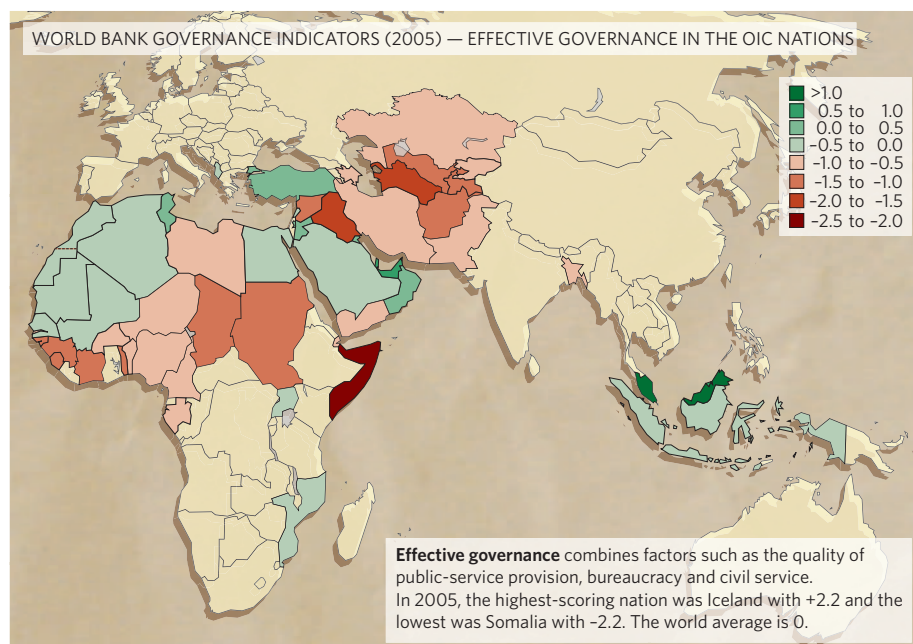 WORLD BANK GOVERNANCE INDICATORS (2005) — EFFECTIVE GOVERNANCE IN THE OIC NATIONS
>1.0
0.5 to 1.0
0.0 to 0.5
–0.5 to 0.0
–1.0 to –0.5
–1.5 to –1.0
–2.0 to –1.5
–2.5 to –2.0
Effective governance combines factors such as the quality of
public-service provision, bureaucracy and civil service.
In 2005, the highest-scoring nation was Iceland with +2.2 and the
lowest was Somalia with –2.2. The world average is 0.